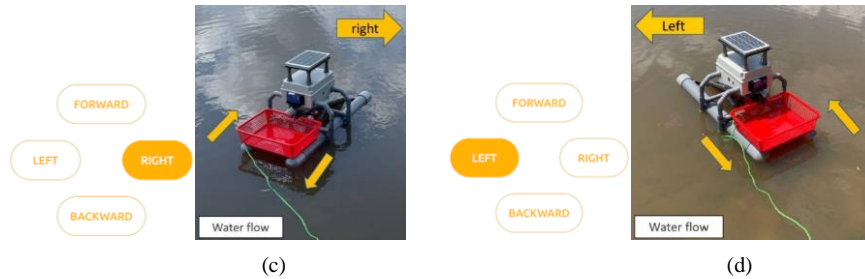 right
FORWARD
LEFT
RIGHT
BACKWARD
Water flow
(c)
Left
FORWARD
LEFT
RIGHT
BACKWARD
Water flow
(d)